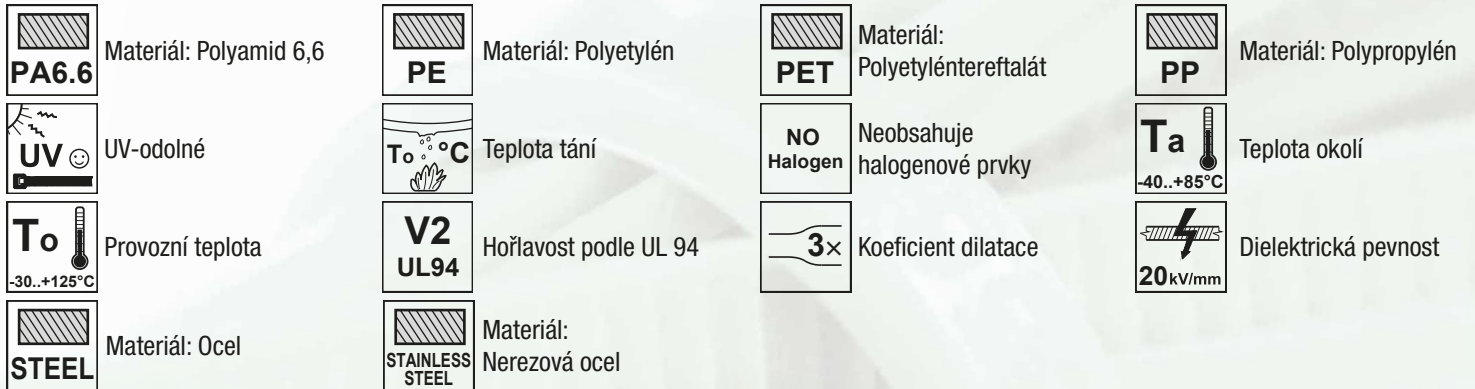 PA6.6
Materiál: Polyamid 6,6
PE
Materiál: Polyetylén
PET
Materiál:
Polyetyléntereftalát
PP
Materiál: Polypropylén
UV
UV-odolné
To °C
Teplota tání
NO
Halogen
Neobsahuje
halogenové prvky
Ta
-40..+85°C
Teplota okolí
To
-30..+125°C
Provozní teplota
V2
UL94
Hořlavost podle UL 94
3×
Koeficient dilatace
20 kV/mm
Dielektrická pevnost
STEEL
Materiál: Ocel
STAINLESS
STEEL
Materiál:
Nerezová ocel